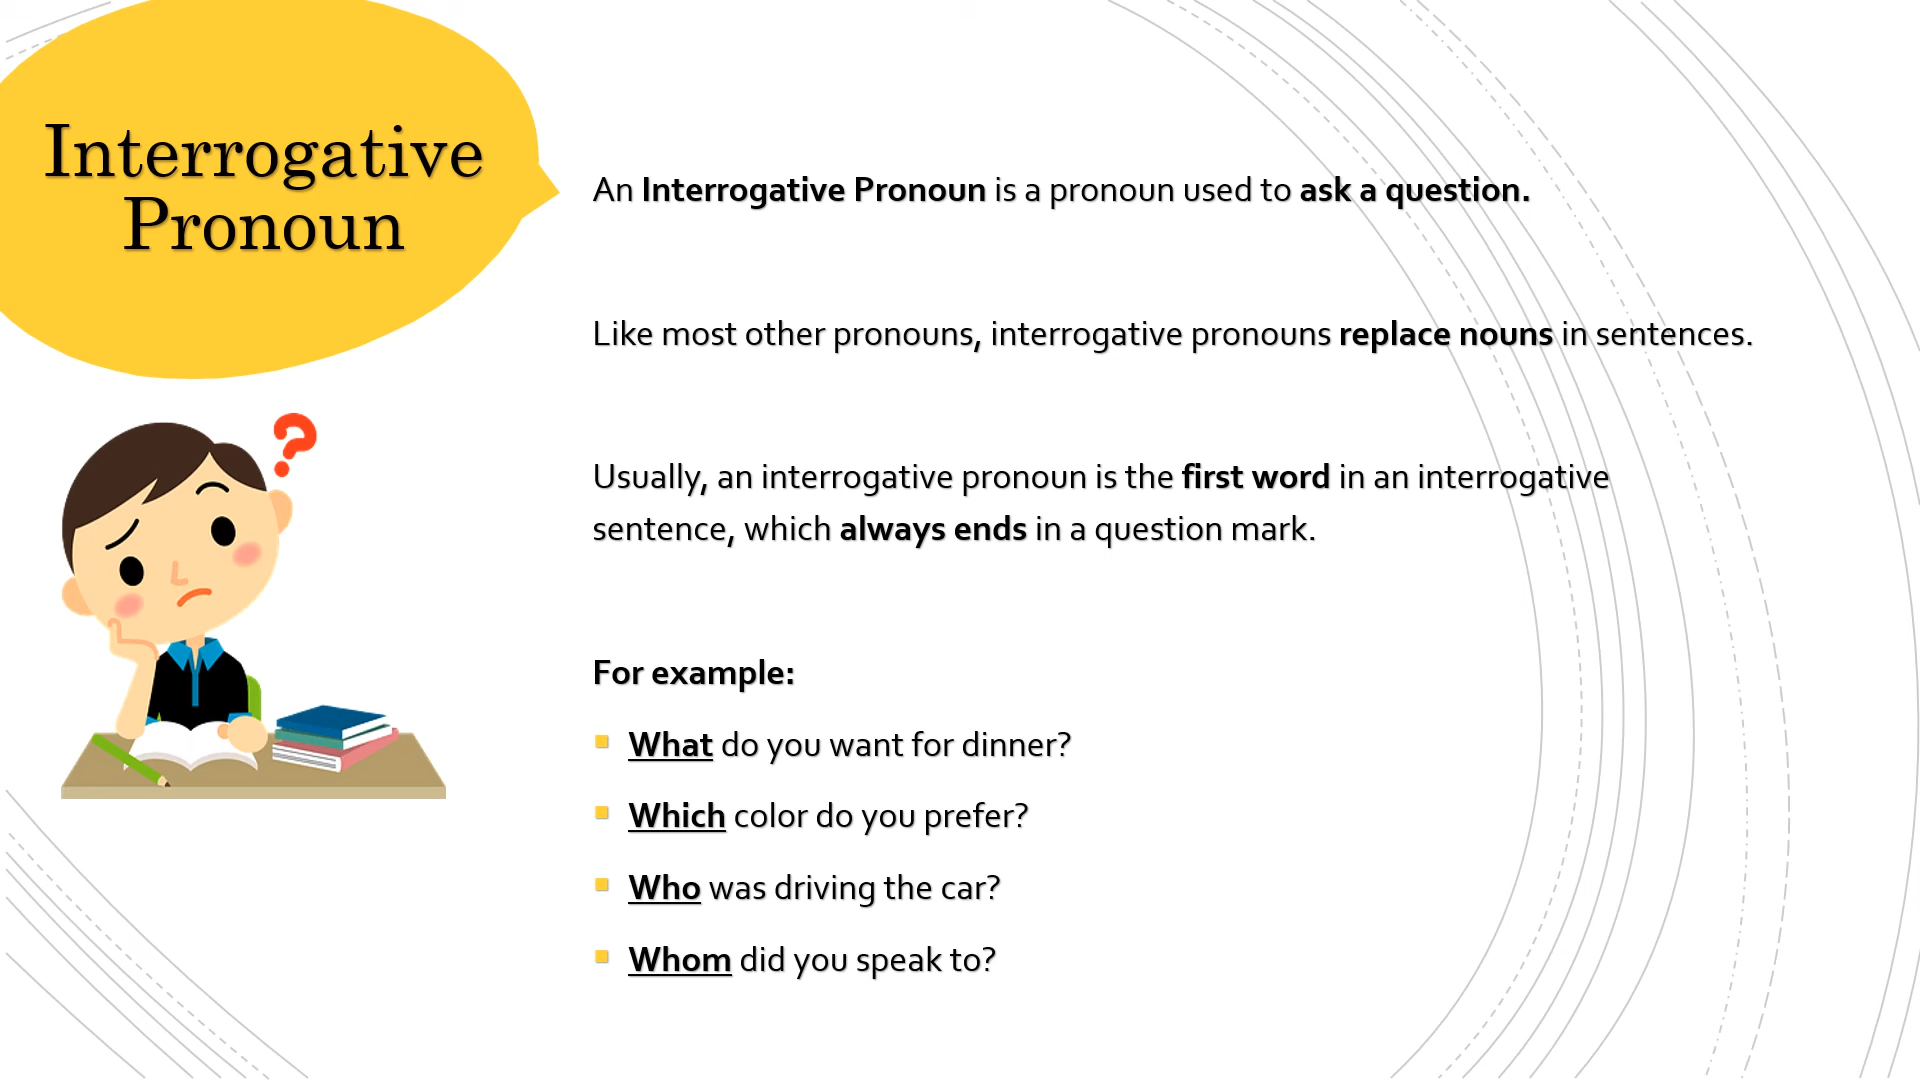 Interrogative
Pronoun
An Interrogative Pronoun is a pronoun used to ask a question.
Like most other pronouns, interrogative pronouns replace nouns in sentences.
Usually, an interrogative pronoun is the first word in an interrogative
sentence, which always ends in a question mark.
For example:
What do you want for dinner?
Which color do you prefer?
Who was driving the car?
Whom did you speak to?